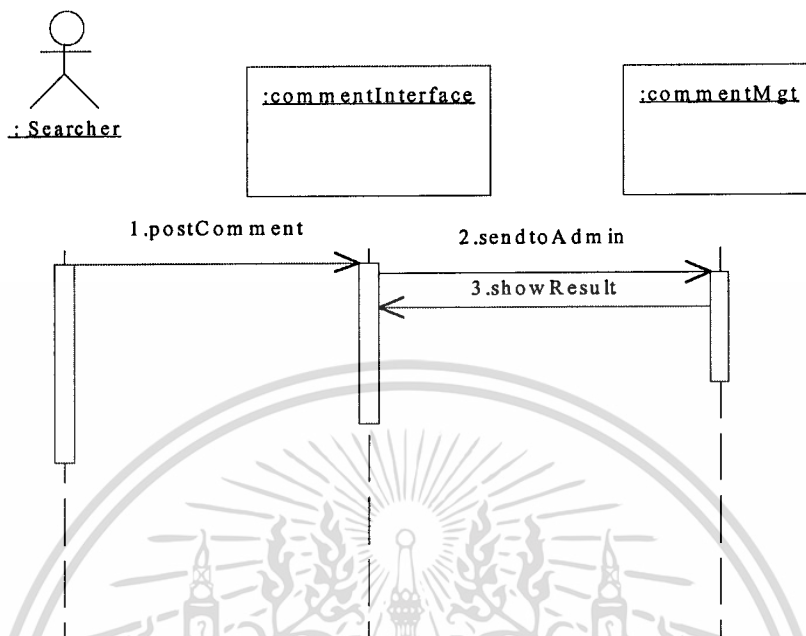 : Searcher
:commentInterface
:commentMgt
1.postComment
2.sendtoAdmin
3.showResult